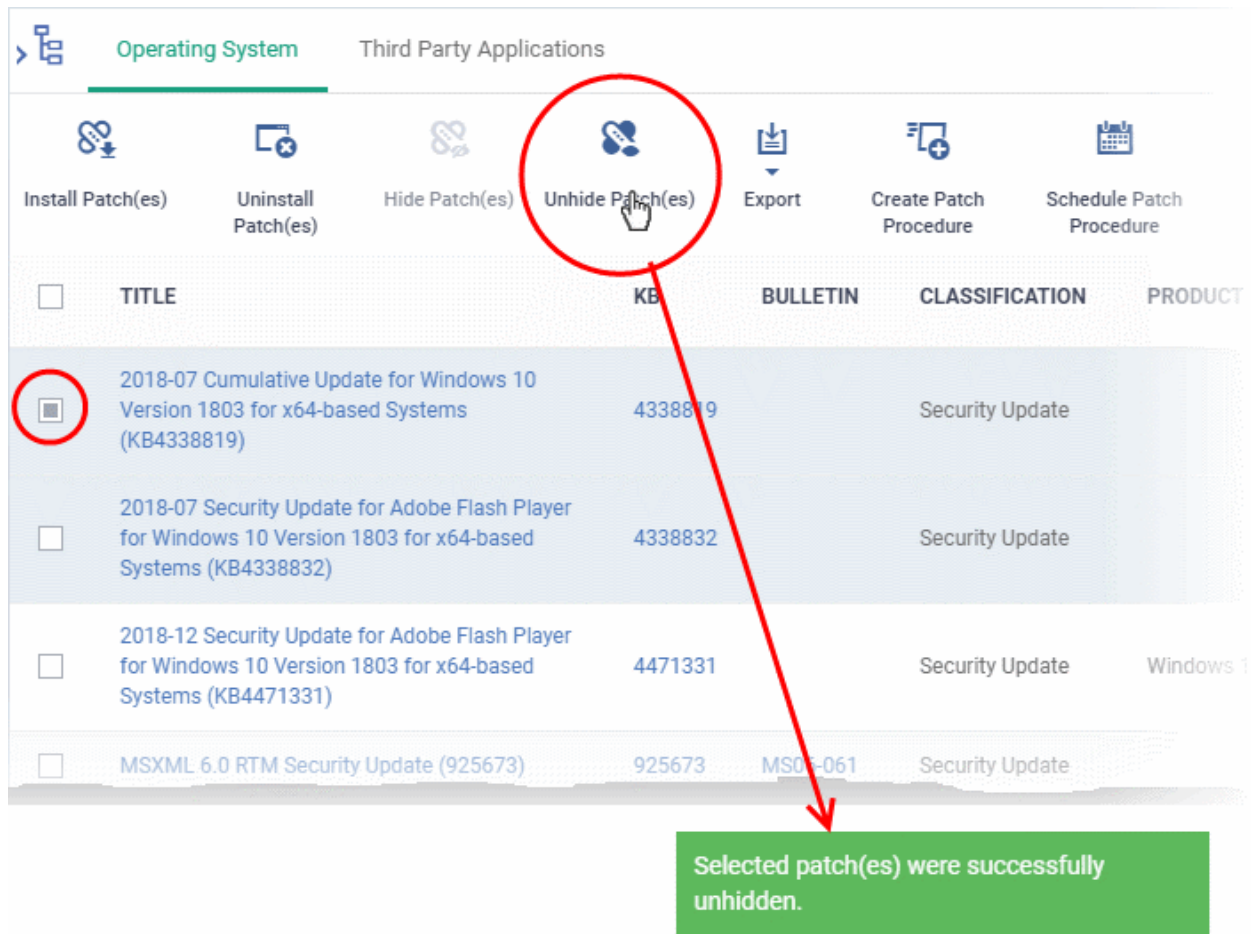 Operating System Third Party Applications
Install Patch(es) Uninstall Patch(es) Hide Patch(es) Unhide Patch(es) Export Create Patch Procedure Schedule Patch Procedure
TITLE KB BULLETIN CLASSIFICATION PRODUCT
2018-07 Cumulative Update for Windows 10
Version 1803 for x64-based Systems 4338819 Security Update
(KB4338819)
2018-07 Security Update for Adobe Flash Player
for Windows 10 Version 1803 for x64-based 4338832 Security Update
Systems (KB4338832)
2018-12 Security Update for Adobe Flash Player
for Windows 10 Version 1803 for x64-based 4471331 Security Update Windows 1
Systems (KB4471331)
MSXML 6.0 RTM Security Update (925673) 925673 MS06-061 Security Update
Selected patch(es) were successfully
unhidden.